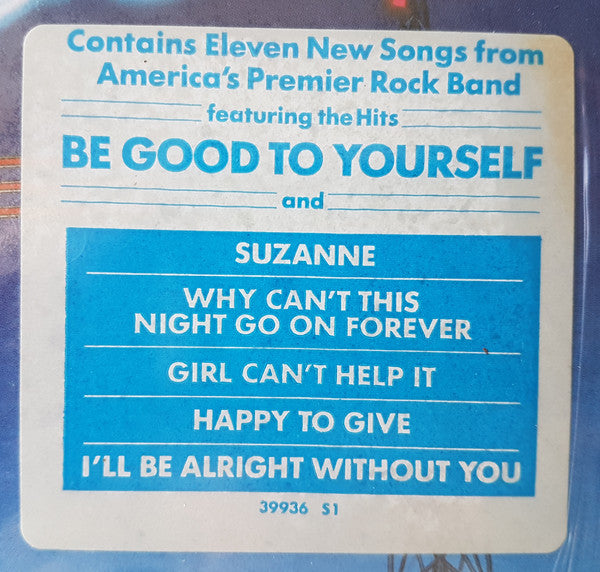 Contains Eleven New Songs from
America's Premier Rock Band
featuring the Hits
BE GOOD TO YOURSELF
and
SUZANNE
WHY CAN'T THIS
NIGHT GO ON FOREVER
GIRL CAN'T HELP IT
HAPPY TO GIVE
I'LL BE ALRIGHT WITHOUT YOU
39936 S1